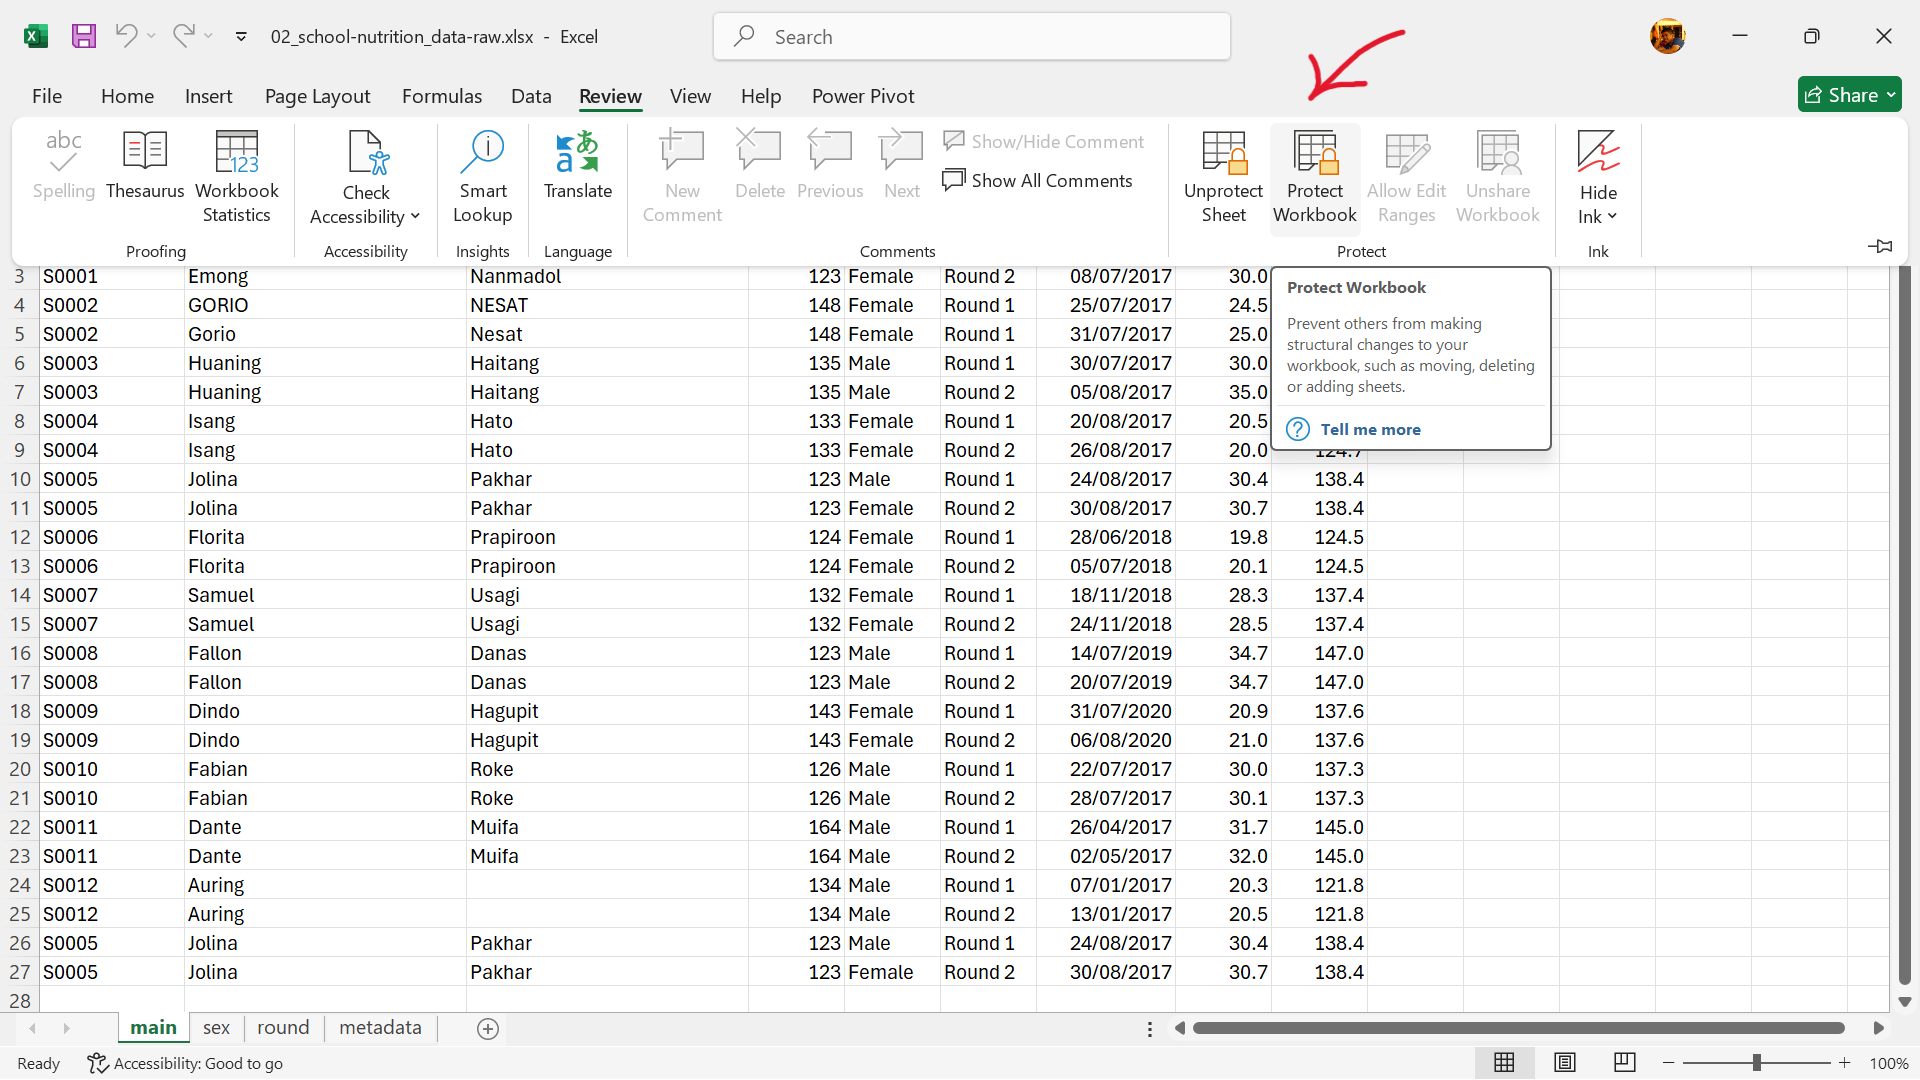 02_school-nutrition_data-raw.xlsx - Excel
Search
File Home Insert Page Layout Formulas Data Review View Help Power Pivot
Share
abc
Spelling
Thesaurus
123
Workbook Statistics
Proofing
Check Accessibility
Accessibility
Smart Lookup
Insights
a あ
Translate
Language
New Comment
Delete
Previous
Next
Show/Hide Comment
Show All Comments
Comments
Unprotect Sheet
Protect Workbook
Allow Edit Ranges
Unshare Workbook
Protect
Hide Ink
Ink
3 S0001 Emong Nanmadol 123 Female Round 2 08/07/2017 30.0
4 S0002 GORIO NESAT 148 Female Round 1 25/07/2017 24.5
5 S0002 Gorio Nesat 148 Female Round 1 31/07/2017 25.0
6 S0003 Huaning Haitang 135 Male Round 1 30/07/2017 30.0
7 S0003 Huaning Haitang 135 Male Round 2 05/08/2017 35.0
8 S0004 Isang Hato 133 Female Round 1 20/08/2017 20.5
9 S0004 Isang Hato 133 Female Round 2 26/08/2017 20.0 124.7
10 S0005 Jolina Pakhar 123 Male Round 1 24/08/2017 30.4 138.4
11 S0005 Jolina Pakhar 123 Female Round 2 30/08/2017 30.7 138.4
12 S0006 Florita Prapiroon 124 Female Round 1 28/06/2018 19.8 124.5
13 S0006 Florita Prapiroon 124 Female Round 2 05/07/2018 20.1 124.5
14 S0007 Samuel Usagi 132 Female Round 1 18/11/2018 28.3 137.4
15 S0007 Samuel Usagi 132 Female Round 2 24/11/2018 28.5 137.4
16 S0008 Fallon Danas 123 Male Round 1 14/07/2019 34.7 147.0
17 S0008 Fallon Danas 123 Male Round 2 20/07/2019 34.7 147.0
18 S0009 Dindo Hagupit 143 Female Round 1 31/07/2020 20.9 137.6
19 S0009 Dindo Hagupit 143 Female Round 2 06/08/2020 21.0 137.6
20 S0010 Fabian Roke 126 Male Round 1 22/07/2017 30.0 137.3
21 S0010 Fabian Roke 126 Male Round 2 28/07/2017 30.1 137.3
22 S0011 Dante Muifa 164 Male Round 1 26/04/2017 31.7 145.0
23 S0011 Dante Muifa 164 Male Round 2 02/05/2017 32.0 145.0
24 S0012 Auring 134 Male Round 1 07/01/2017 20.3 121.8
25 S0012 Auring 134 Male Round 2 13/01/2017 20.5 121.8
26 S0005 Jolina Pakhar 123 Male Round 1 24/08/2017 30.4 138.4
27 S0005 Jolina Pakhar 123 Female Round 2 30/08/2017 30.7 138.4
28
Protect Workbook
Prevent others from making
structural changes to your
workbook, such as moving, deleting
or adding sheets.
Tell me more
main sex round metadata
Ready Accessibility: Good to go 100%